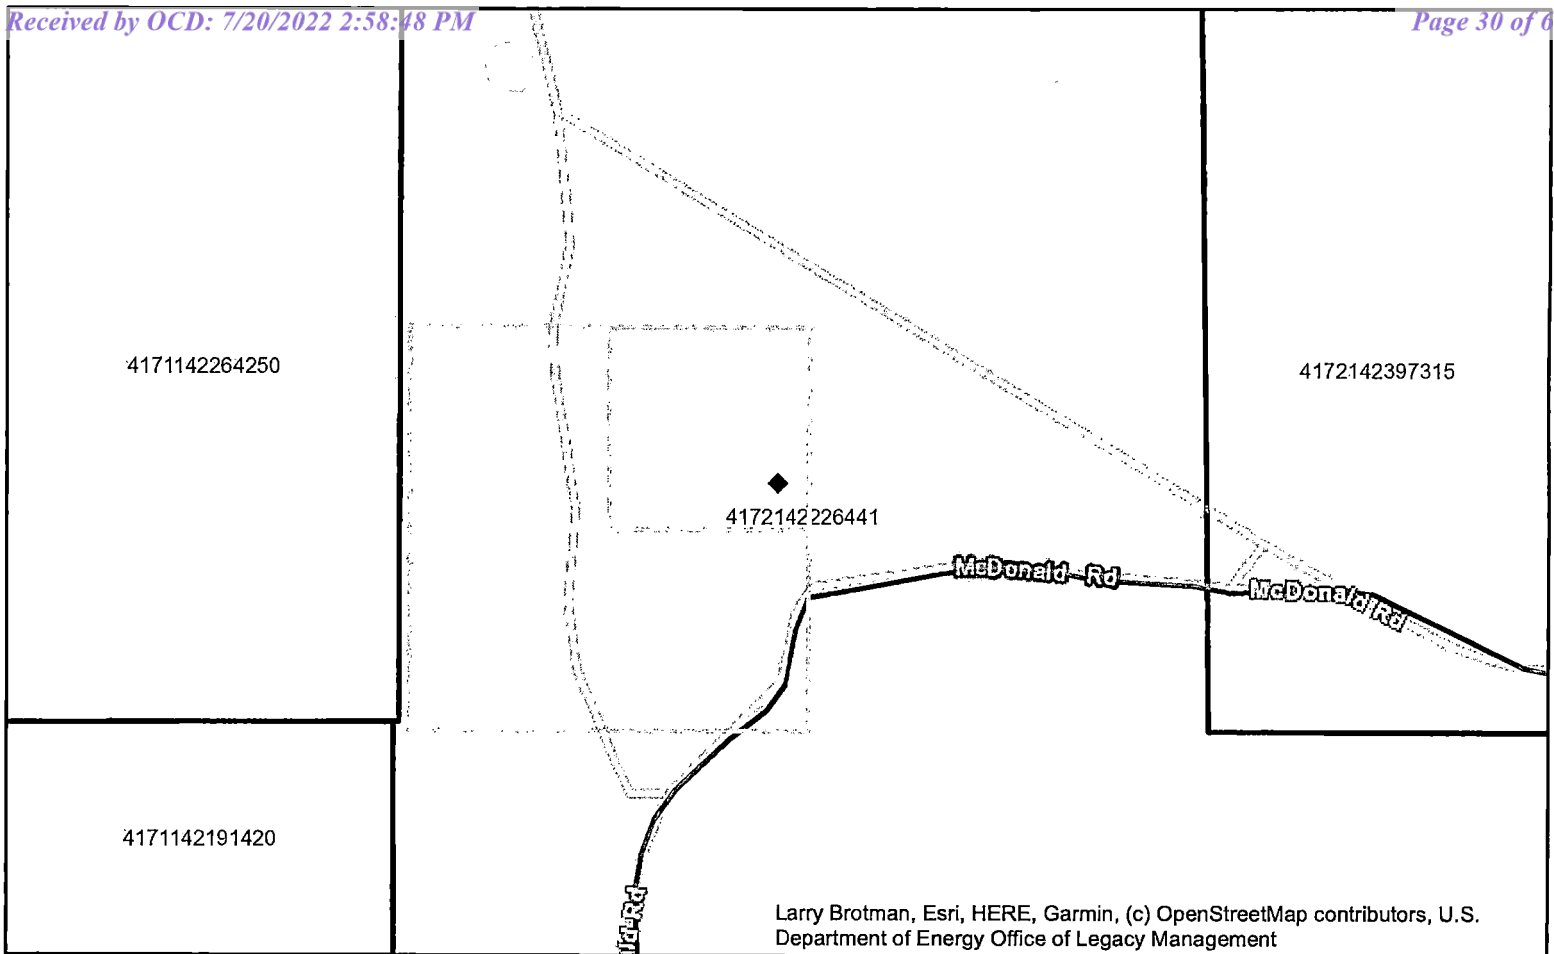 Received by OCD: 7/20/2022 2:58:48 PM
Page 30 of 6
4171142264250
4172142397315
4172142226441
McDonald Rd
McDonald Rd
4171142191420
Rd
Larry Brotman, Esri, HERE, Garmin, (c) OpenStreetMap contributors, U.S.
Department of Energy Office of Legacy Management